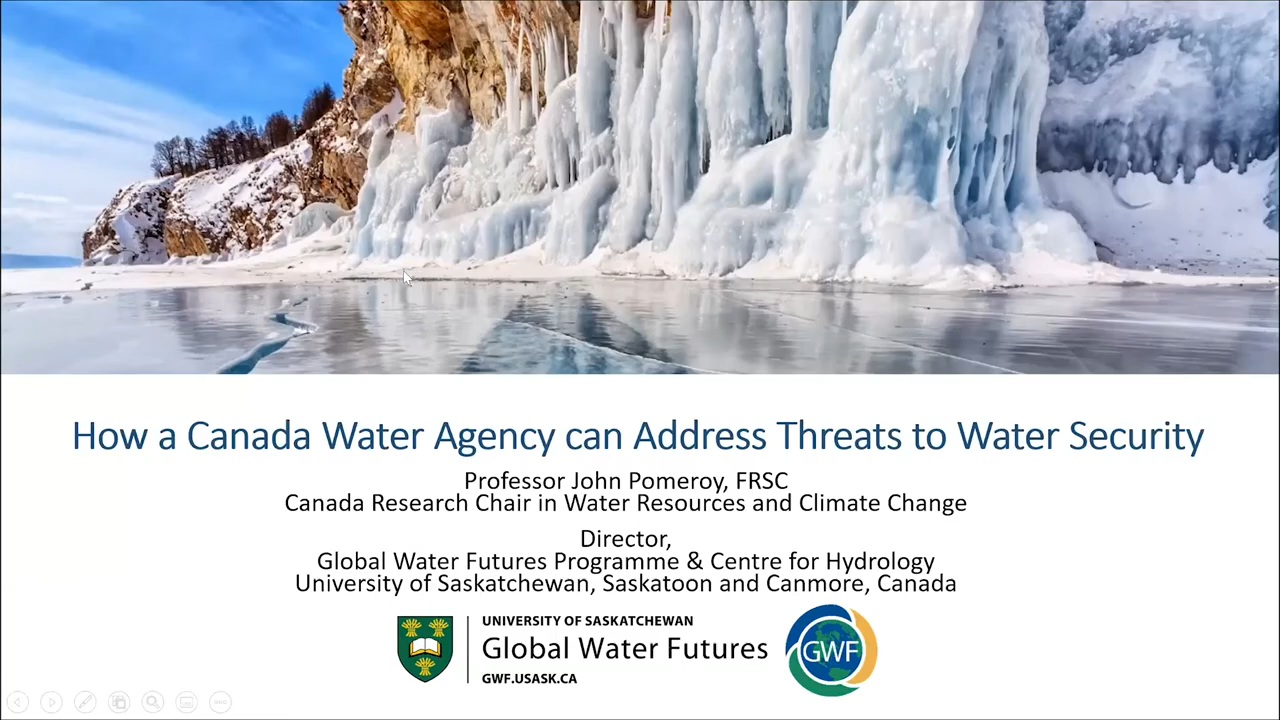 How a Canada Water Agency can Address Threats to Water Security
Professor John Pomeroy, FRSC
Canada Research Chair in Water Resources and Climate Change
Director,
Global Water Futures Programme & Centre for Hydrology
University of Saskatchewan, Saskatoon and Canmore, Canada
UNIVERSITY OF SASKATCHEWAN
Global Water Futures
GWF.USASK.CA
GWF